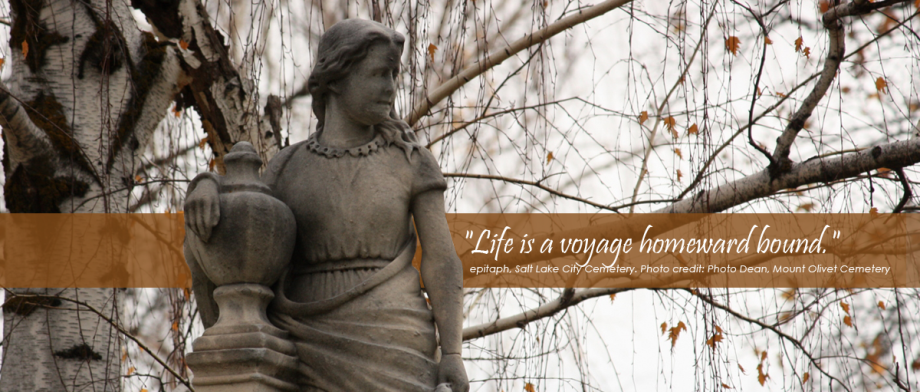 "Life is a voyage homeward bound."
epitaph, Salt Lake City Cemetery. Photo credit: Photo Dean, Mount Olivet Cemetery